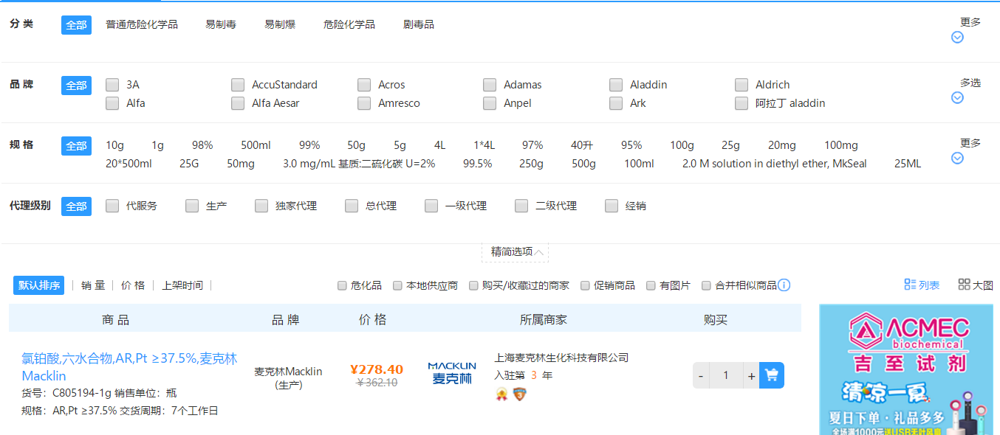 分 类 全部 普通危险化学品 易制毒 易制爆 危险化学品 剧毒品 更多
品 牌 全部 3A AccuStandard Acros Adamas Aladdin Aldrich 多选
Alfa Alfa Aesar Amresco Anpel Ark 阿拉丁 aladdin
规 格 全部 10g 1g 98% 500ml 99% 50g 5g 4L 1*4L 97% 40升 95% 100g 25g 20mg 100mg 更多
20*500ml 25G 50mg 3.0 mg/mL 基质:二硫化碳 U=2% 99.5% 250g 500g 100ml 2.0 M solution in diethyl ether, MkSeal 25ML
代理级别 全部 代服务 生产 独家代理 总代理 一级代理 二级代理 经销
精简选项
默认排序 销 量 价 格 上架时间 危化品 本地供应商 购买/收藏过的商家 促销商品 有图片 合并相似商品 列表 大图
商 品 品 牌 价 格 所属商家 购买
氯铂酸,六水合物,AR,Pt ≥37.5%,麦克林
Macklin
货号：C805194-1g 销售单位：瓶
规格：AR,Pt ≥37.5% 交货周期：7个工作日
麦克林Macklin
(生产)
¥278.40
¥362.10
MACKLIN
麦克林
上海麦克林生化科技有限公司
入驻第 3 年
3
- 1 +
ACMEC
biochemical
吉至试剂
清凉一夏
夏日下单·礼品多多
全场满1000元送USB无叶风扇